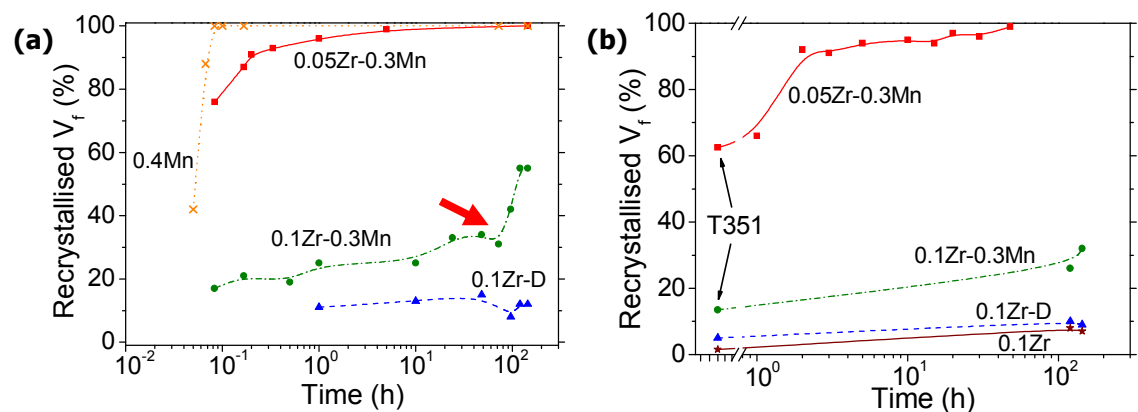 (a)
Recrystallised V_f (%)
100
80
60
40
20
0
0.4Mn
0.05Zr-0.3Mn
0.1Zr-0.3Mn
0.1Zr-D
10^-2 10^-1 10^0 10^1 10^2
Time (h)
(b)
Recrystallised V_f (%)
100
80
60
40
20
0
0.05Zr-0.3Mn
T351
0.1Zr-0.3Mn
0.1Zr-D
0.1Zr
10^0 10^1 10^2
Time (h)